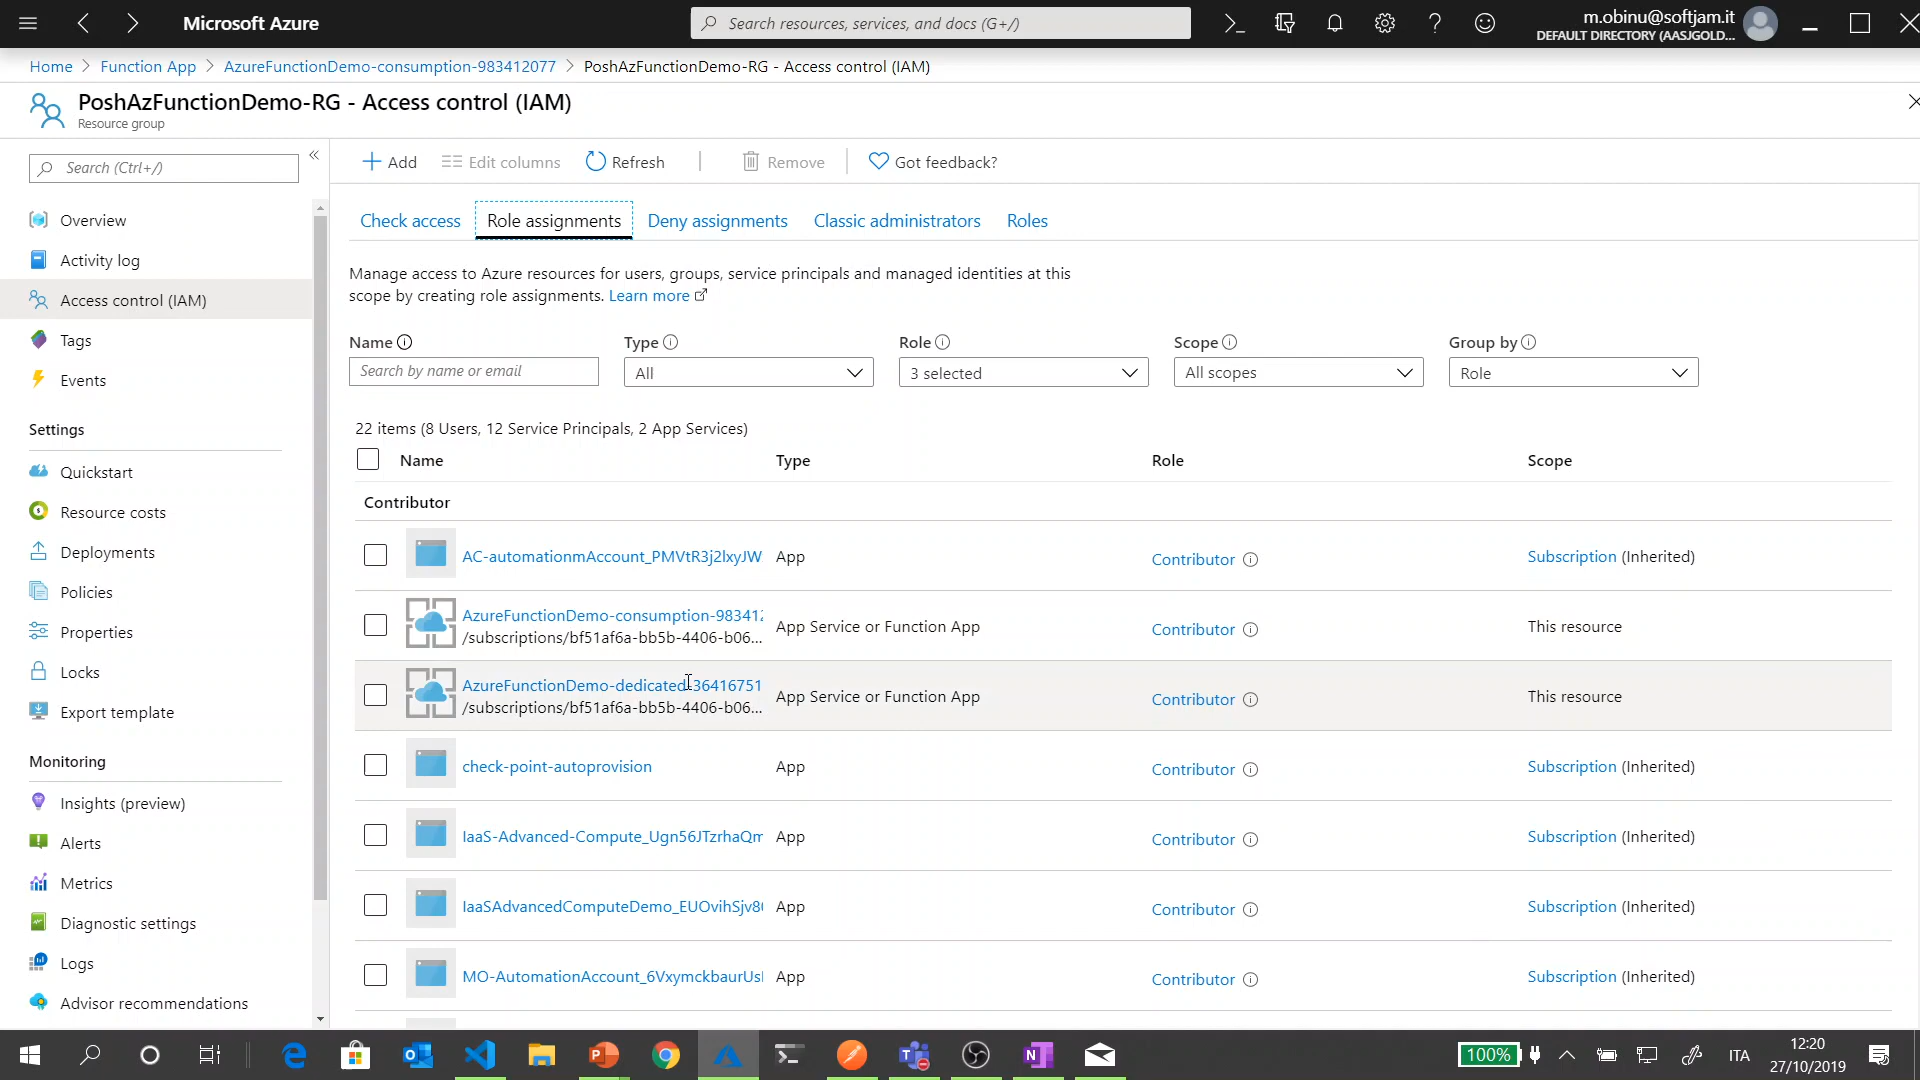 Microsoft Azure
Search resources, services, and docs (G+/)
m.obinu@softjam.it
DEFAULT DIRECTORY (AASJGOLD...
Home > Function App > AzureFunctionDemo-consumption-983412077 > PoshAzFunctionDemo-RG - Access control (IAM)
PoshAzFunctionDemo-RG - Access control (IAM)
Resource group
Search (Ctrl+/)
Overview
Activity log
Access control (IAM)
Tags
Events
Settings
Quickstart
Resource costs
Deployments
Policies
Properties
Locks
Export template
Monitoring
Insights (preview)
Alerts
Metrics
Diagnostic settings
Logs
Advisor recommendations
Add Edit columns Refresh Remove Got feedback?
Check access Role assignments Deny assignments Classic administrators Roles
Manage access to Azure resources for users, groups, service principals and managed identities at this
scope by creating role assignments. Learn more
Name Type Role Scope Group by
Search by name or email All 3 selected All scopes Role
22 items (8 Users, 12 Service Principals, 2 App Services)
Name Type Role Scope
Contributor
AC-automationmAccount_PMVtR3j2lxyJW App Contributor Subscription (Inherited)
AzureFunctionDemo-consumption-98341
/subscriptions/bf51af6a-bb5b-4406-b06... App Service or Function App Contributor This resource
AzureFunctionDemo-dedicated-36416751
/subscriptions/bf51af6a-bb5b-4406-b06... App Service or Function App Contributor This resource
check-point-autoprovision App Contributor Subscription (Inherited)
IaaS-Advanced-Compute_Ugn56JTzrhaQm App Contributor Subscription (Inherited)
IaaSAdvancedComputeDemo_EUOvihSjv8 App Contributor Subscription (Inherited)
MO-AutomationAccount_6VxymckbaurUs App Contributor Subscription (Inherited)
100% ITA 12:20
27/10/2019